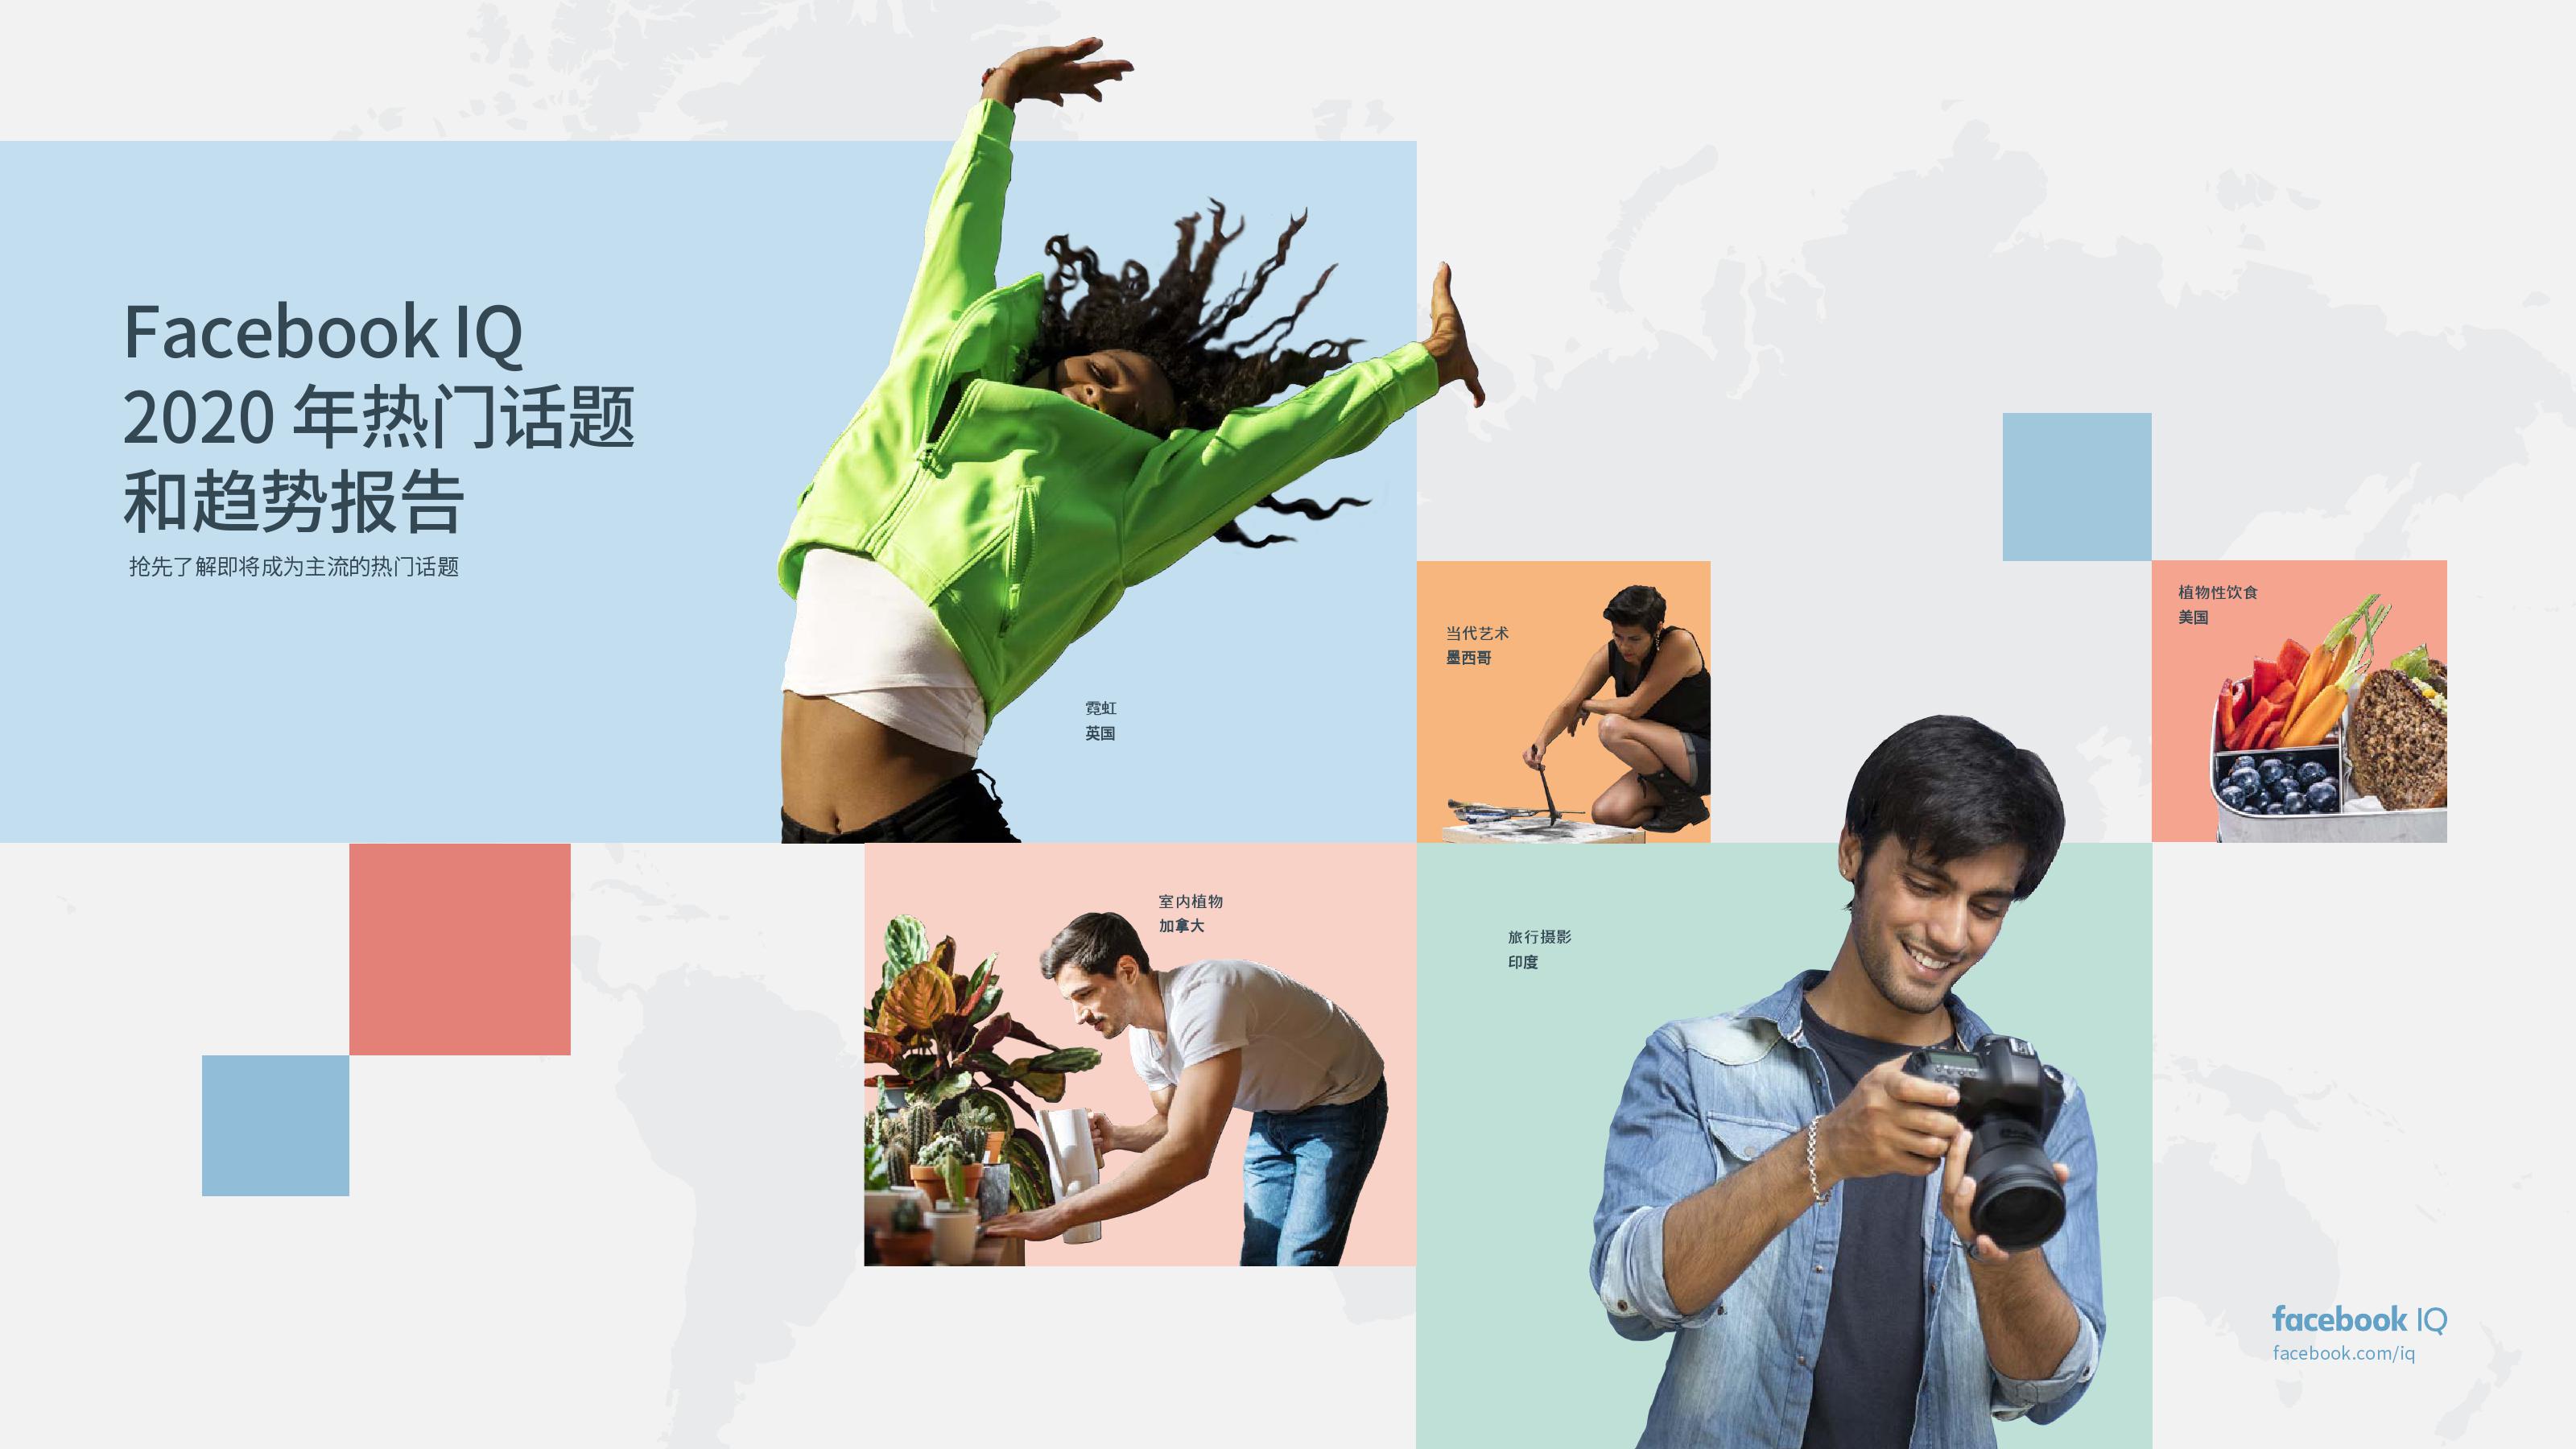 Facebook IQ
2020 年热门话题
和趋势报告
抢先了解即将成为主流的热门话题
霓虹
英国
当代艺术
墨西哥
植物性饮食
美国
室内植物
加拿大
旅行摄影
印度
facebook IQ
facebook.com/iq